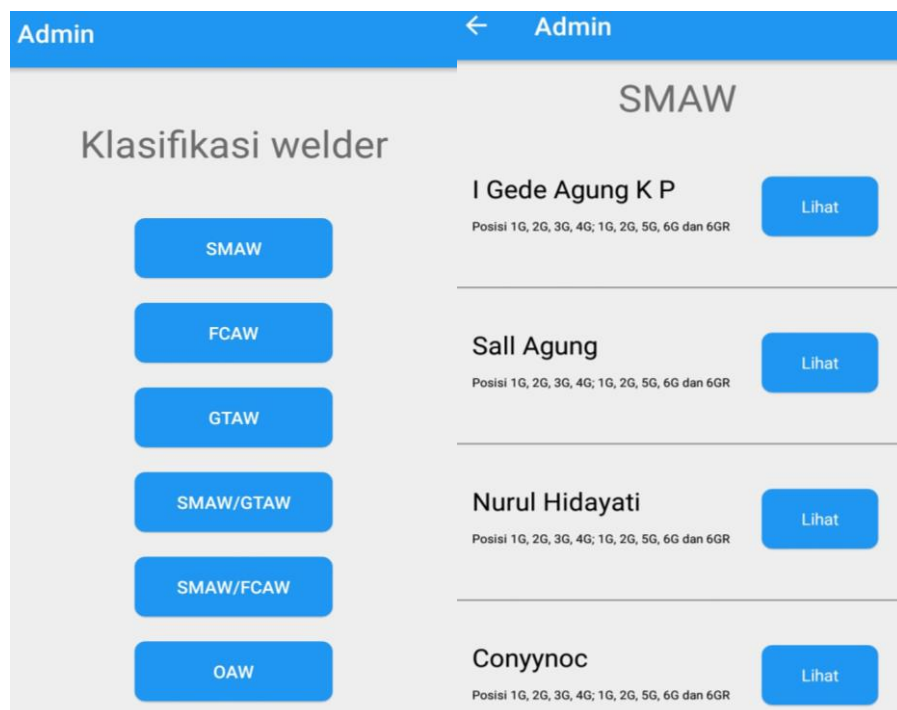 Admin
Klasifikasi welder
SMAW
FCAW
GTAW
SMAW/GTAW
SMAW/FCAW
OAW
Admin
SMAW
I Gede Agung K P
Posisi 1G, 2G, 3G, 4G; 1G, 2G, 5G, 6G dan 6GR
Lihat
Sall Agung
Posisi 1G, 2G, 3G, 4G; 1G, 2G, 5G, 6G dan 6GR
Lihat
Nurul Hidayati
Posisi 1G, 2G, 3G, 4G; 1G, 2G, 5G, 6G dan 6GR
Lihat
Conyynoc
Posisi 1G, 2G, 3G, 4G; 1G, 2G, 5G, 6G dan 6GR
Lihat